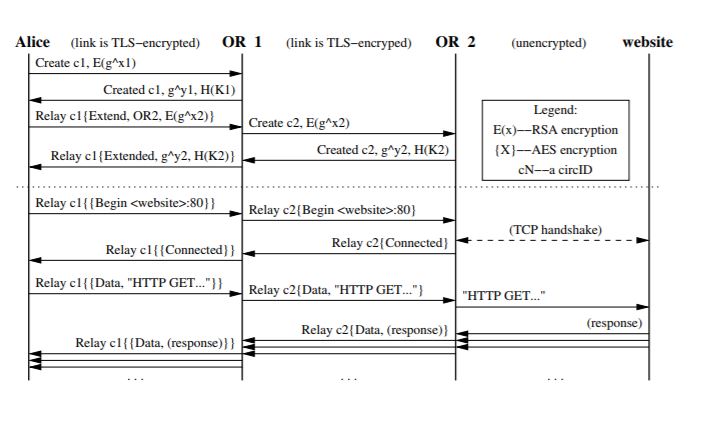 Alice (link is TLS−encrypted) OR 1 (link is TLS−encryped) OR 2 (unencrypted) website
Create c1, E(g^x1)
Created c1, g^y1, H(K1)
Relay c1{Extend, OR2, E(g^x2)}
Create c2, E(g^x2)
Created c2, g^y2, H(K2)
Relay c1{Extended, g^y2, H(K2)}
Legend:
E(x)−−RSA encryption
{X}−−AES encryption
cN−−a circID
Relay c1{{Begin <website>:80}}
Relay c2{Begin <website>:80}
(TCP handshake)
Relay c2{Connected}
Relay c1{{Connected}}
Relay c1{{Data, "HTTP GET..."}}
Relay c2{Data, "HTTP GET..."}
"HTTP GET..."
(response)
Relay c2{Data, (response)}
Relay c1{{Data, (response)}}
. . . . . . . . .